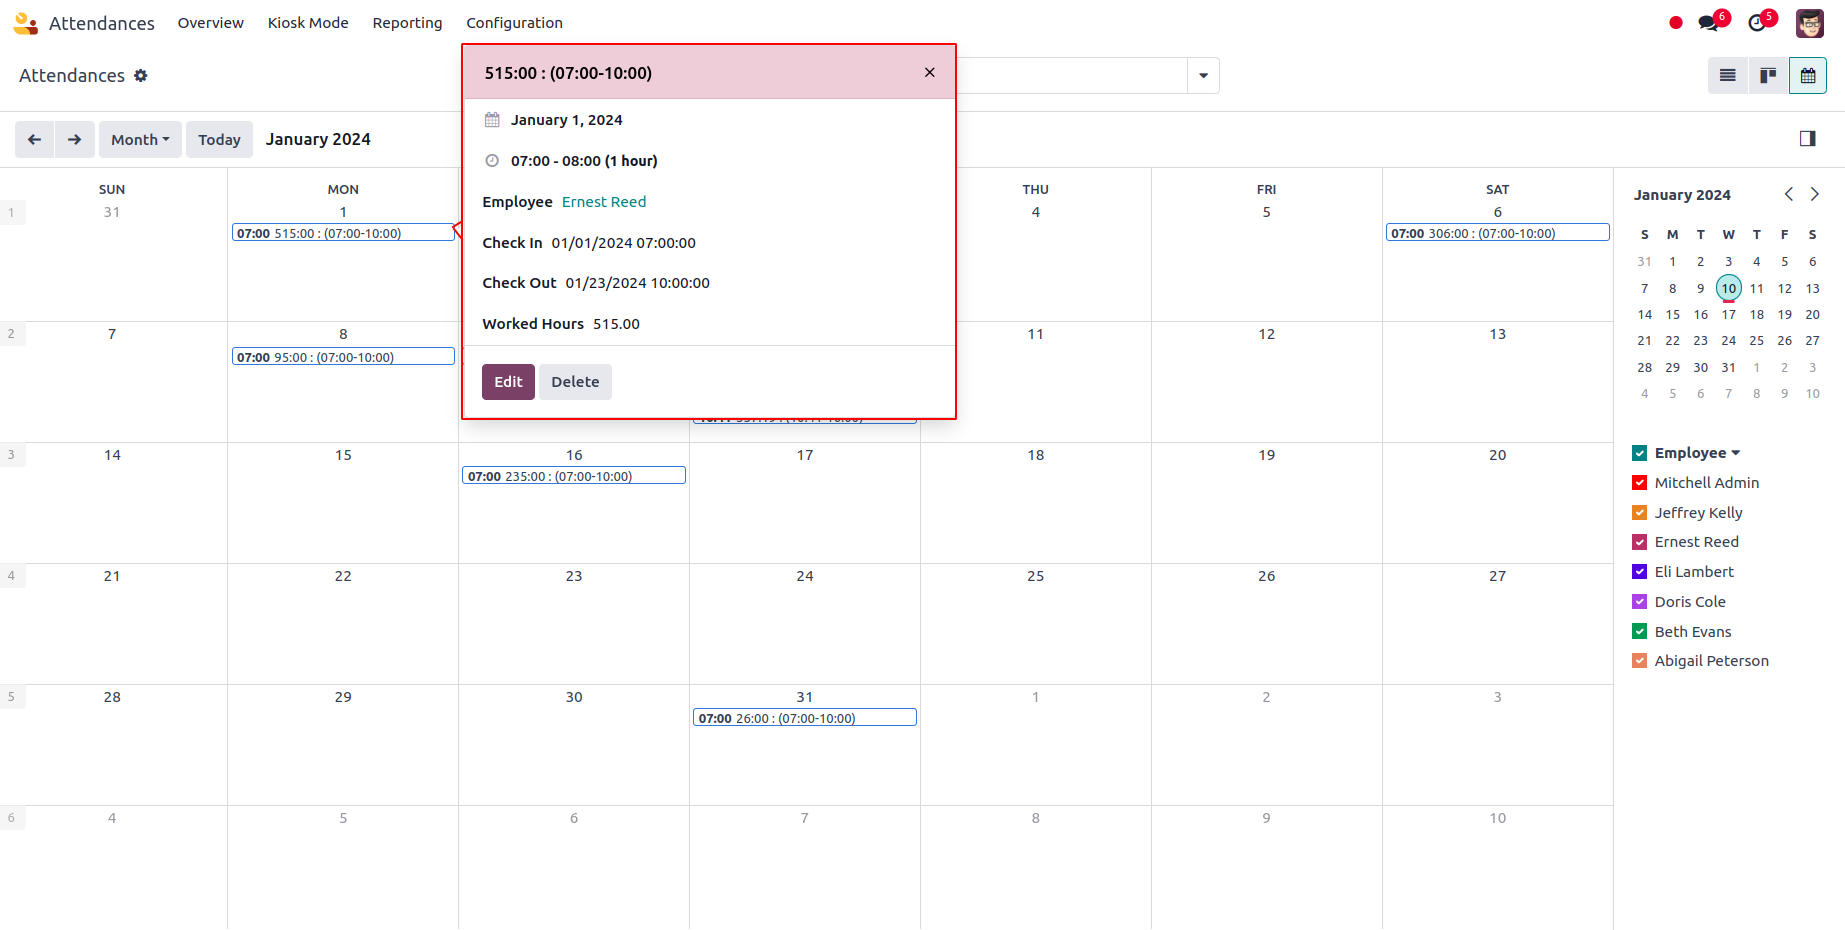 Attendances Overview Kiosk Mode Reporting Configuration 6 5
Attendances
Month Today January 2024
515:00 : (07:00-10:00)
January 1, 2024
07:00 - 08:00 (1 hour)
Employee Ernest Reed
Check In 01/01/2024 07:00:00
Check Out 01/23/2024 10:00:00
Worked Hours 515.00
Edit Delete
SUN MON THU FRI SAT
1 31 1 4 5 6
07:00 515:00 : (07:00-10:00) 07:00 306:00 : (07:00-10:00)
2 7 8 11 12 13
07:00 95:00 : (07:00-10:00)
3 14 15 16 17 18 19 20
07:00 235:00 : (07:00-10:00)
4 21 22 23 24 25 26 27
5 28 29 30 31 1 2 3
07:00 26:00 : (07:00-10:00)
6 4 5 6 7 8 9 10
January 2024
S M T W T F S
31 1 2 3 4 5 6
7 8 9 10 11 12 13
14 15 16 17 18 19 20
21 22 23 24 25 26 27
28 29 30 31 1 2 3
4 5 6 7 8 9 10
Employee
Mitchell Admin
Jeffrey Kelly
Ernest Reed
Eli Lambert
Doris Cole
Beth Evans
Abigail Peterson